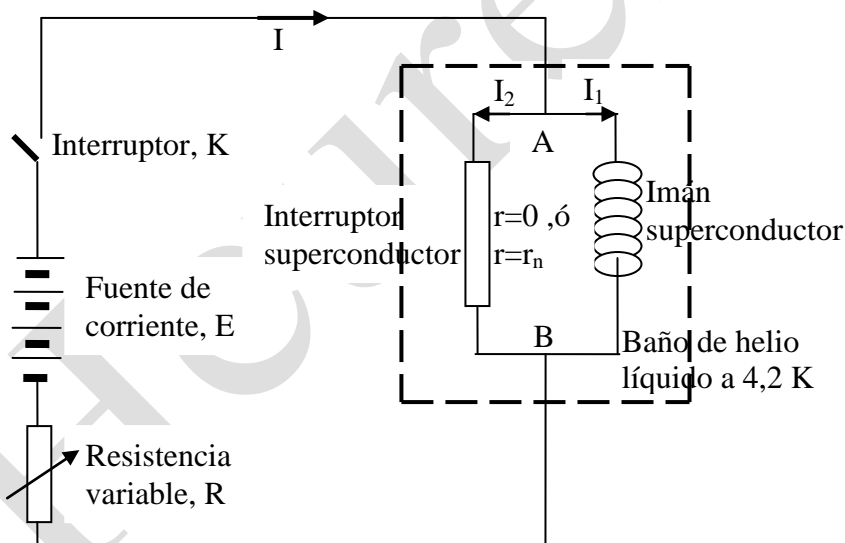 I
I₂
I₁
A
Interruptor, K
Imán
superconductor
Interruptor
superconductor
r=0 ,ó
r=rₙ
Fuente de
corriente, E
B
Baño de helio
líquido a 4,2 K
Resistencia
variable, R